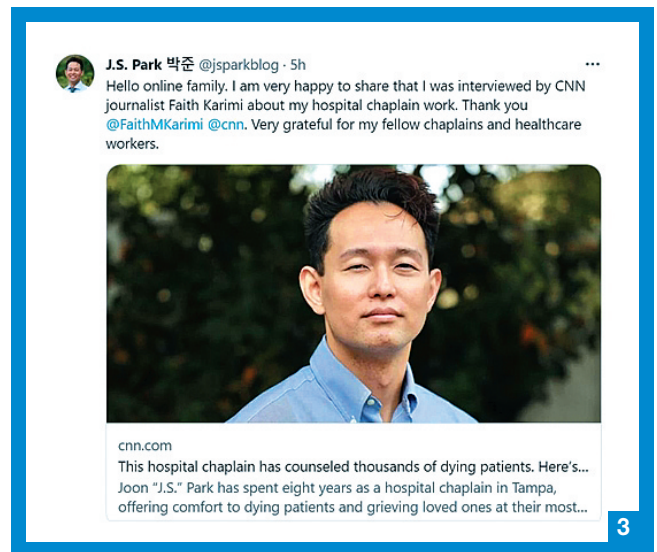 J.S. Park 박준 @jsparkblog · 5h
Hello online family. I am very happy to share that I was interviewed by CNN
journalist Faith Karimi about my hospital chaplain work. Thank you
@FaithMKarimi @cnn. Very grateful for my fellow chaplains and healthcare
workers.
cnn.com
This hospital chaplain has counseled thousands of dying patients. Here's...
Joon "J.S." Park has spent eight years as a hospital chaplain in Tampa,
offering comfort to dying patients and grieving loved ones at their most...
3